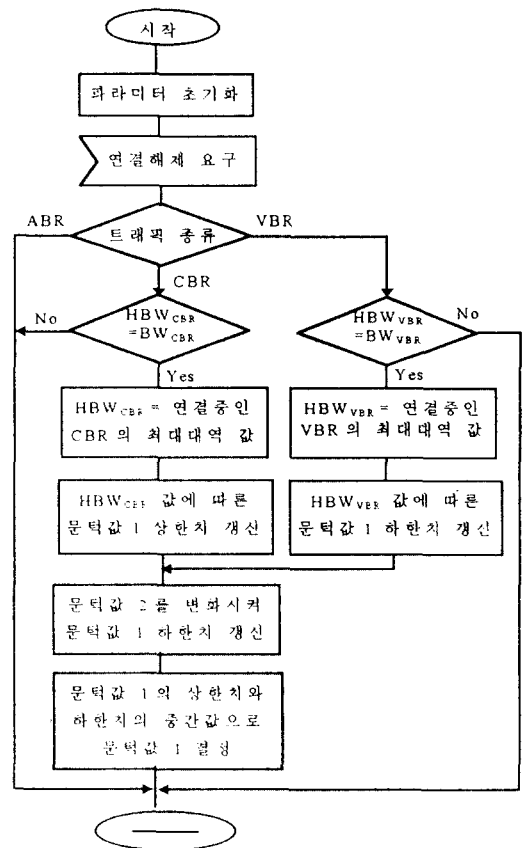 시작
파라미터 초기화
연결해제 요구
ABR
트래픽 종류
VBR
CBR
No
HBW_CBR
=BW_CBR
HBW_VBR
=BW_VBR
No
Yes
Yes
HBW_CBR = 연결중인
CBR의 최대대역 값
HBW_VBR = 연결중인
VBR의 최대대역 값
HBW_CBR 값에 따른
문턱값 1 상한치 갱신
HBW_VBR 값에 따른
문턱값 1 하한치 갱신
문턱값 2를 변화시켜
문턱값 1 하한치 갱신
문턱값 1의 상한치와
하한치의 중간값으로
문턱값 1 결정